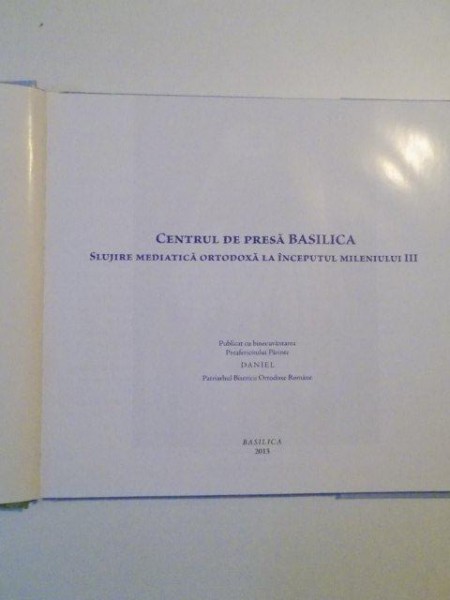 CENTRUL DE PRESĂ BASILICA
SLUJIRE MEDIATICĂ ORTODOXĂ LA ÎNCEPUTUL MILENIULUI III
Publicat cu binecuvântarea
Preafericitului Părinte
DANIEL
Patriarhul Bisericii Ortodoxe Române
BASILICA
2013